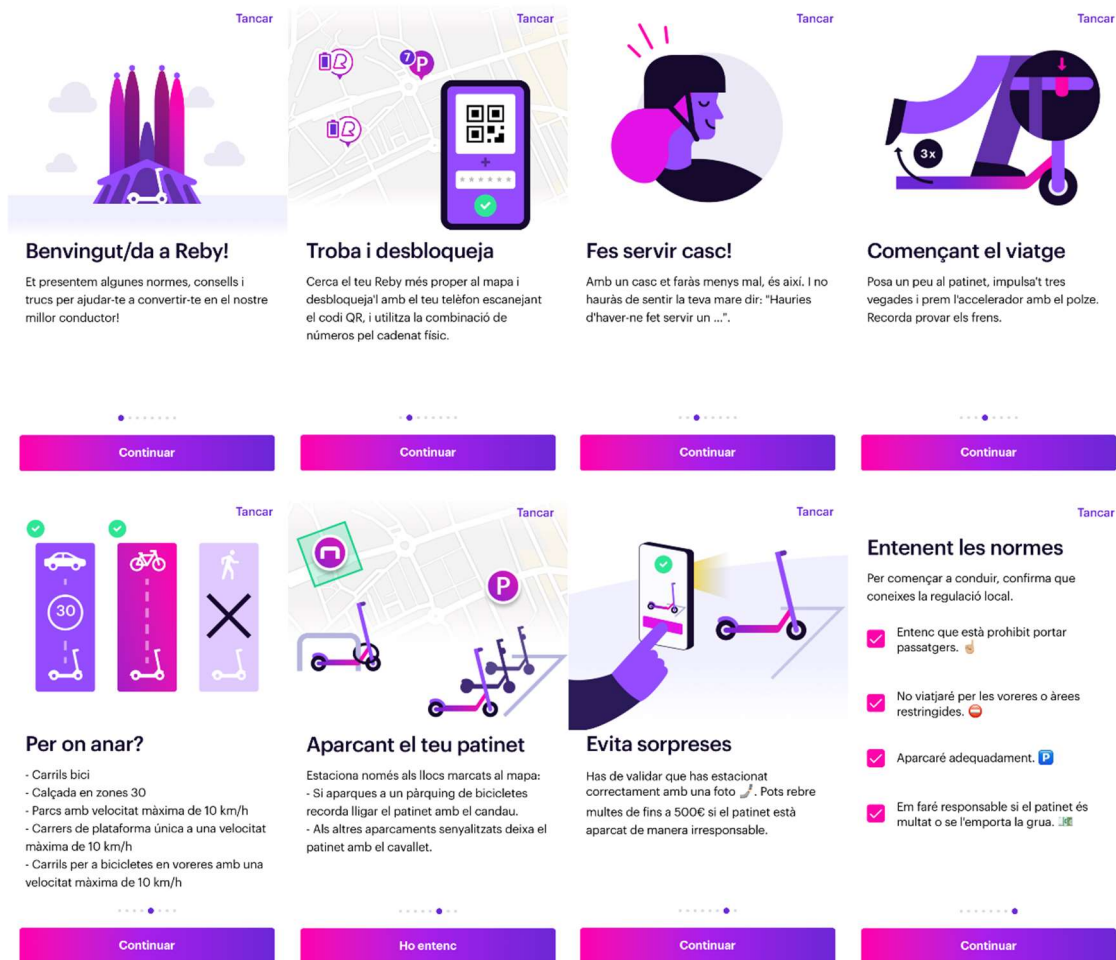 Tancar
Benvingut/da a Reby!
Et presentem algunes normes, consells i
trucs per ajudar-te a convertir-te en el nostre
millor conductor!
Continuar
Tancar
7
P
Troba i desbloqueja
Cerca el teu Reby més proper al mapa i
desbloqueja'l amb el teu telèfon escanejant
el codi QR, i utilitza la combinació de
números pel cadenat físic.
Continuar
Tancar
Fes servir casc!
Amb un casc et faràs menys mal, és així. I no
hauràs de sentir la teva mare dir: "Hauries
d'haver-ne fet servir un ...".
Continuar
Tancar
3x
Començant el viatge
Posa un peu al patinet, impulsa't tres
vegades i prem l'accelerador amb el polze.
Recorda provar els frens.
Continuar
Tancar
30
Per on anar?
- Carrils bici
- Calçada en zones 30
- Parcs amb velocitat màxima de 10 km/h
- Carrers de plataforma única a una velocitat
màxima de 10 km/h
- Carrils per a bicicletes en voreres amb una
velocitat màxima de 10 km/h
Continuar
Tancar
P
Aparcant el teu patinet
Estaciona només als llocs marcats al mapa:
- Si aparques a un pàrquing de bicicletes
recorda lligar el patinet amb el candau.
- Als altres aparcaments senyalitzats deixa el
patinet amb el cavallet.
Ho entenc
Tancar
Evita sorpreses
Has de validar que has estacionat
correctament amb una foto 🤳. Pots rebre
multes de fins a 500€ si el patinet està
aparcat de manera irresponsable.
Continuar
Tancar
Entenent les normes
Per començar a conduir, confirma que
coneixes la regulació local.
Entenc que està prohibit portar
passatgers. ☝🏼
No viatjaré per les voreres o àrees
restringides. ⛔
Aparcaré adequadament. 🅿️
Em faré responsable si el patinet és
multat o se l'emporta la grua. 💶
Continuar